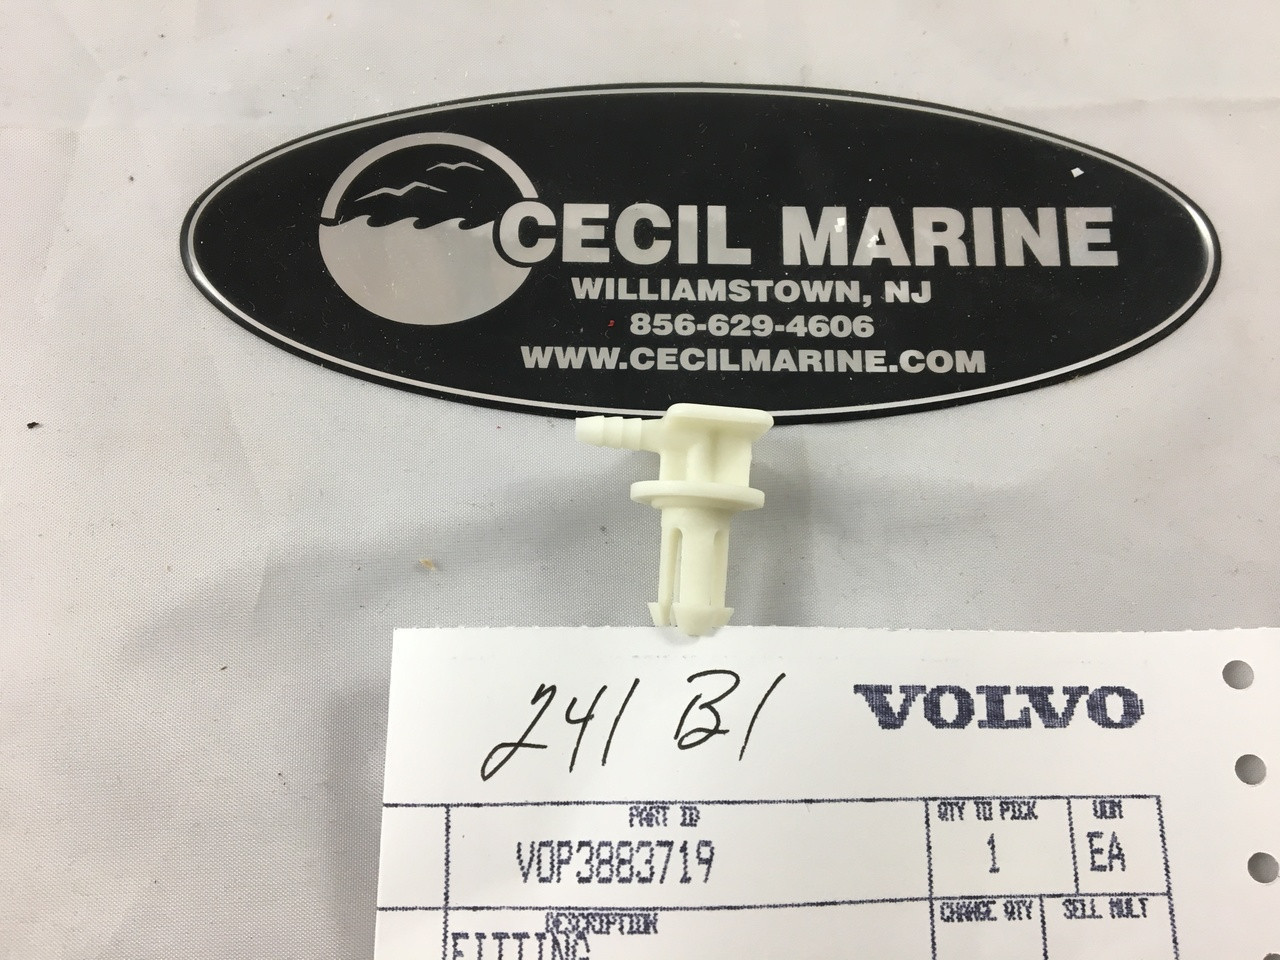 CECIL MARINE
WILLIAMSTOWN, NJ
856-629-4606
WWW.CECILMARINE.COM
241 B1
VOLVO
PART ID
QTY TO PICK
UOM
VOP3883719
1
EA
DESCRIPTION
CHANGE QTY
SELL MULT
FITTING